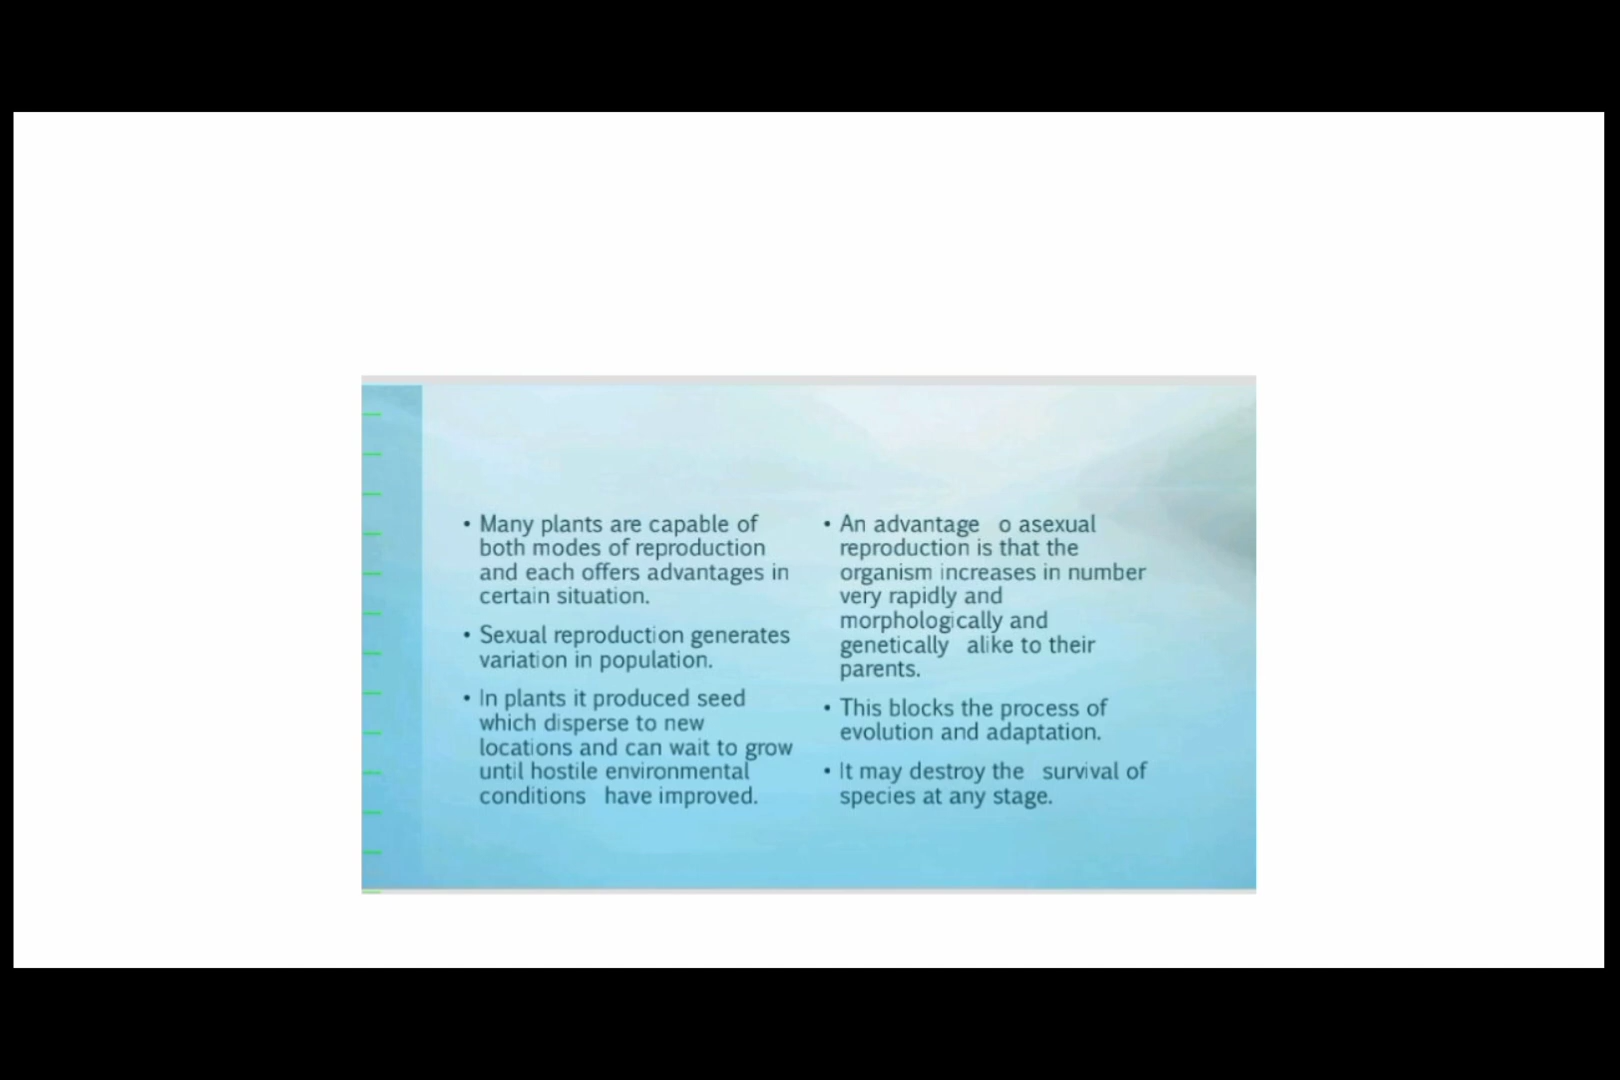 • Many plants are capable of
both modes of reproduction
and each offers advantages in
certain situation.
• Sexual reproduction generates
variation in population.
• In plants it produced seed
which disperse to new
locations and can wait to grow
until hostile environmental
conditions have improved.
• An advantage o asexual
reproduction is that the
organism increases in number
very rapidly and
morphologically and
genetically alike to their
parents.
• This blocks the process of
evolution and adaptation.
• It may destroy the survival of
species at any stage.